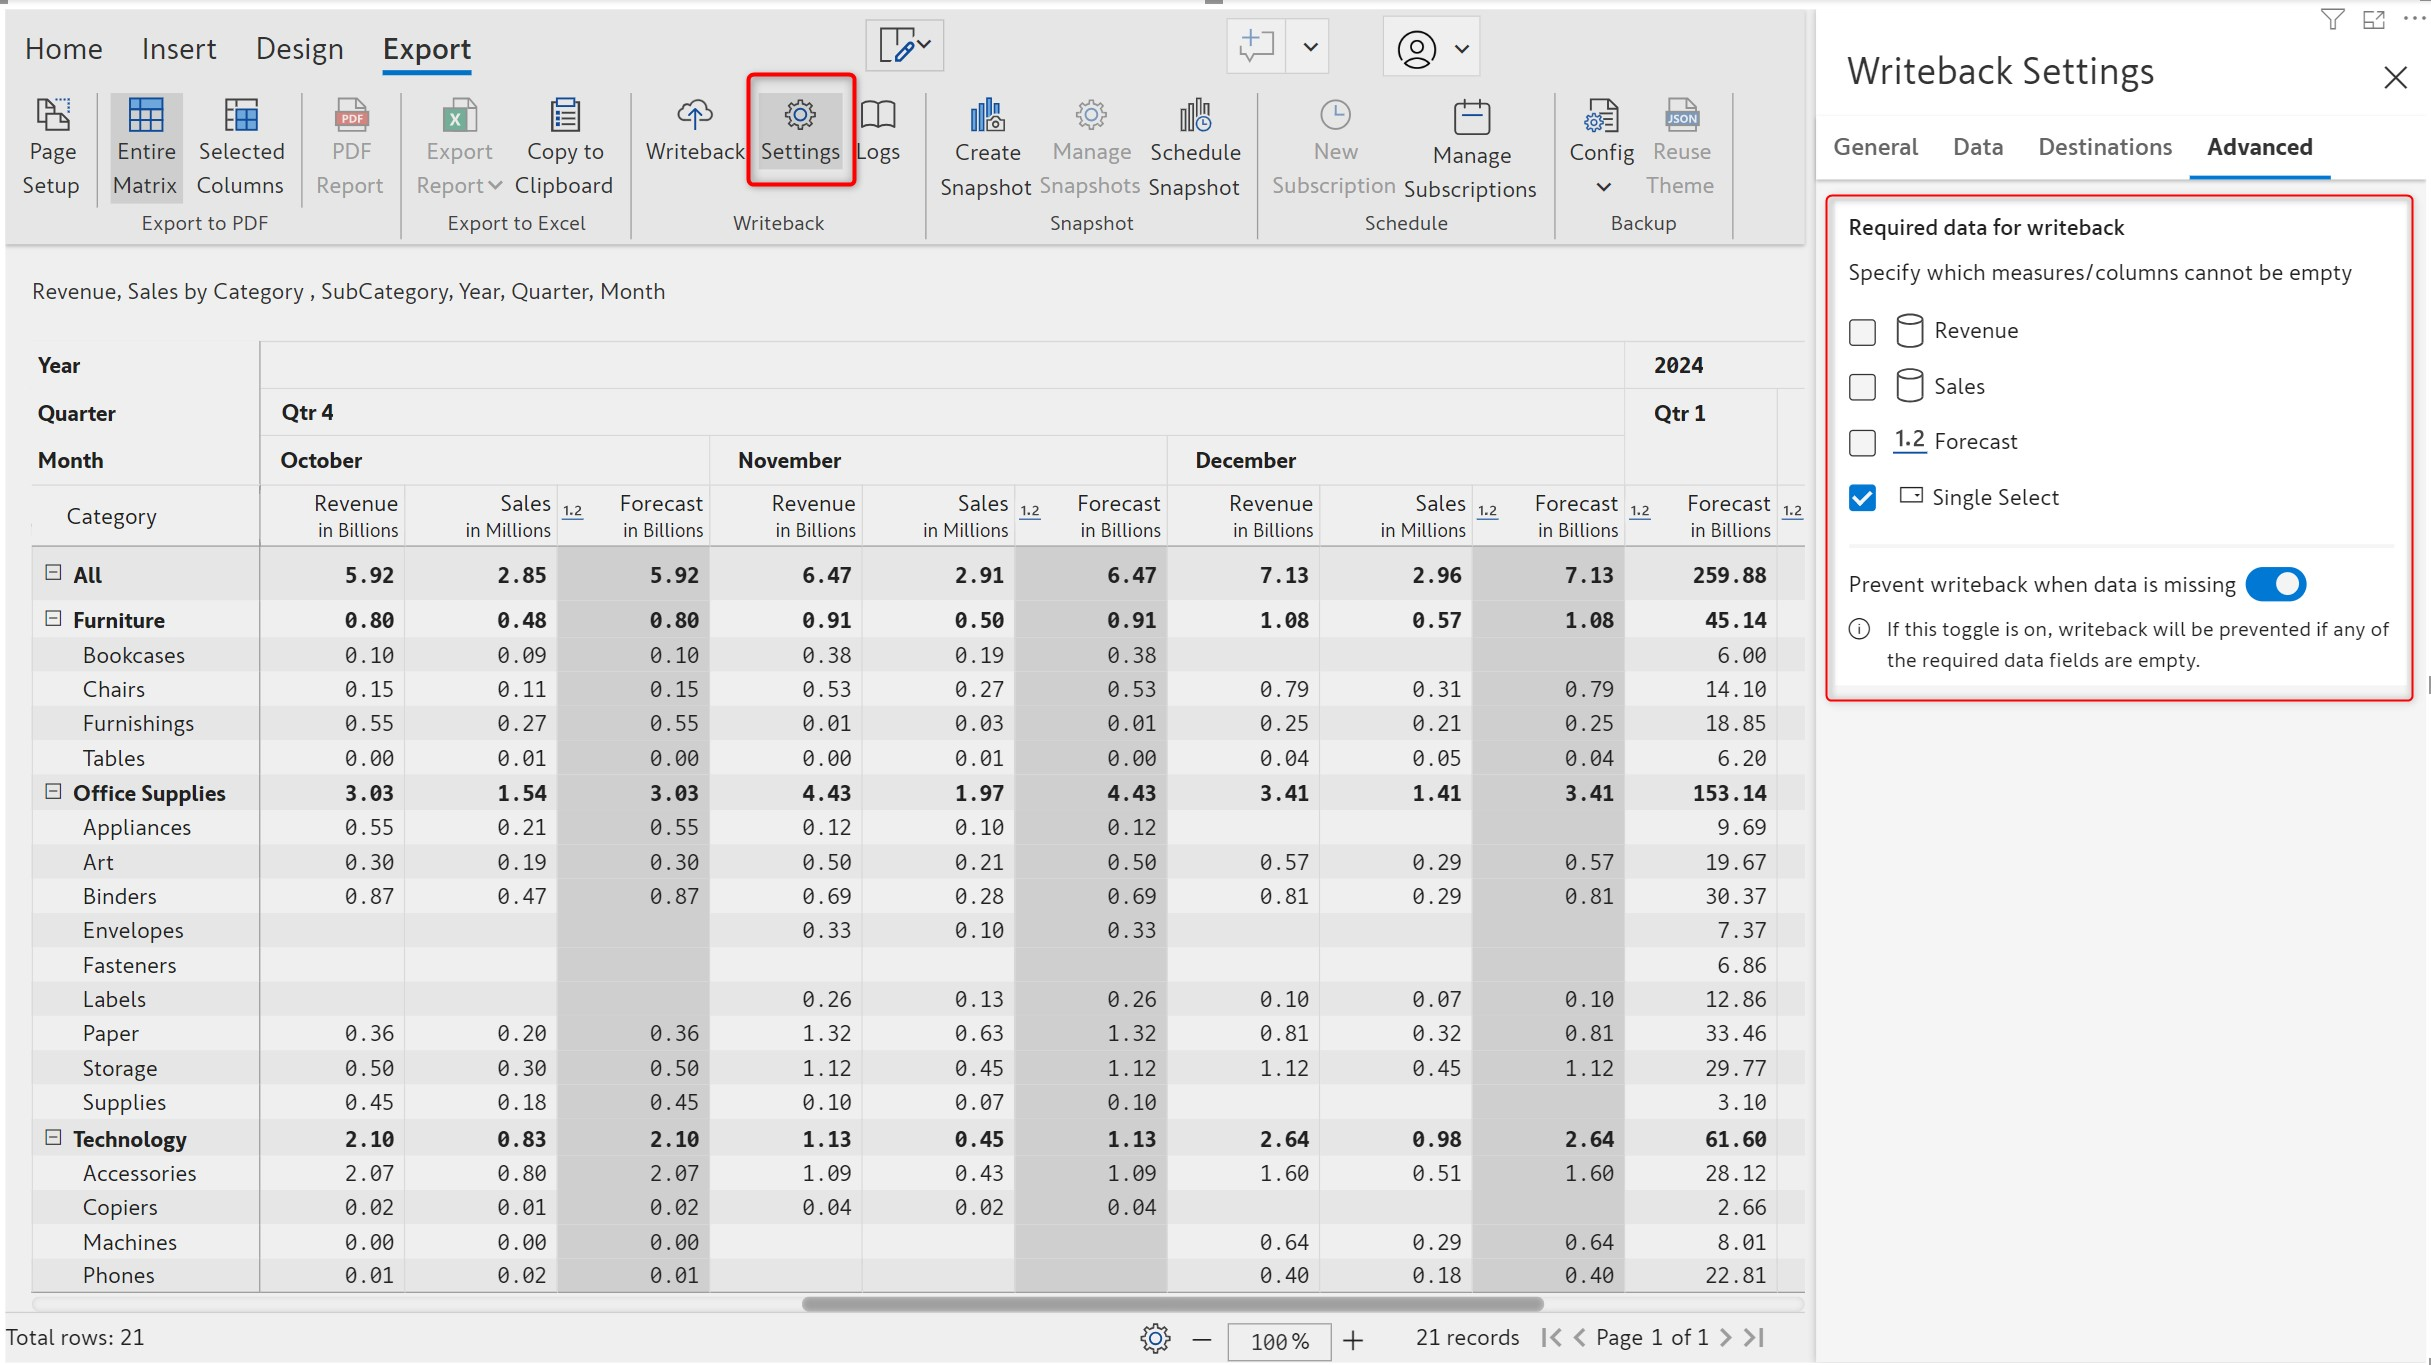 Home Insert Design Export
Page Setup
Entire Matrix
Selected Columns
PDF Report
Export Report
Copy to Clipboard
Writeback
Settings
Logs
Create Snapshot
Manage Snapshots
Schedule Snapshot
New Subscription
Manage Subscriptions
Config
Reuse Theme
PDF
X
JSON
Export to PDF Export to Excel Writeback Snapshot Schedule Backup
Revenue, Sales by Category , SubCategory, Year, Quarter, Month
Year 2024
Quarter Qtr 4 Qtr 1
Month October November December
Category Revenue Sales 1.2 Forecast Revenue Sales 1.2 Forecast Revenue Sales 1.2 Forecast 1.2 Forecast 1.2
in Billions in Millions in Billions in Billions in Millions in Billions in Billions in Millions in Billions in Billions
All 5.92 2.85 5.92 6.47 2.91 6.47 7.13 2.96 7.13 259.88
Furniture 0.80 0.48 0.80 0.91 0.50 0.91 1.08 0.57 1.08 45.14
Bookcases 0.10 0.09 0.10 0.38 0.19 0.38 6.00
Chairs 0.15 0.11 0.15 0.53 0.27 0.53 0.79 0.31 0.79 14.10
Furnishings 0.55 0.27 0.55 0.01 0.03 0.01 0.25 0.21 0.25 18.85
Tables 0.00 0.01 0.00 0.00 0.01 0.00 0.04 0.05 0.04 6.20
Office Supplies 3.03 1.54 3.03 4.43 1.97 4.43 3.41 1.41 3.41 153.14
Appliances 0.55 0.21 0.55 0.12 0.10 0.12 9.69
Art 0.30 0.19 0.30 0.50 0.21 0.50 0.57 0.29 0.57 19.67
Binders 0.87 0.47 0.87 0.69 0.28 0.69 0.81 0.29 0.81 30.37
Envelopes 0.33 0.10 0.33 7.37
Fasteners 6.86
Labels 0.26 0.13 0.26 0.10 0.07 0.10 12.86
Paper 0.36 0.20 0.36 1.32 0.63 1.32 0.81 0.32 0.81 33.46
Storage 0.50 0.30 0.50 1.12 0.45 1.12 1.12 0.45 1.12 29.77
Supplies 0.45 0.18 0.45 0.10 0.07 0.10 3.10
Technology 2.10 0.83 2.10 1.13 0.45 1.13 2.64 0.98 2.64 61.60
Accessories 2.07 0.80 2.07 1.09 0.43 1.09 1.60 0.51 1.60 28.12
Copiers 0.02 0.01 0.02 0.04 0.02 0.04 2.66
Machines 0.00 0.00 0.00 0.64 0.29 0.64 8.01
Phones 0.01 0.02 0.01 0.40 0.18 0.40 22.81
Total rows: 21 100% 21 records Page 1 of 1
Writeback Settings
General Data Destinations Advanced
Required data for writeback
Specify which measures/columns cannot be empty
Revenue
Sales
1.2 Forecast
Single Select
Prevent writeback when data is missing
If this toggle is on, writeback will be prevented if any of
the required data fields are empty.